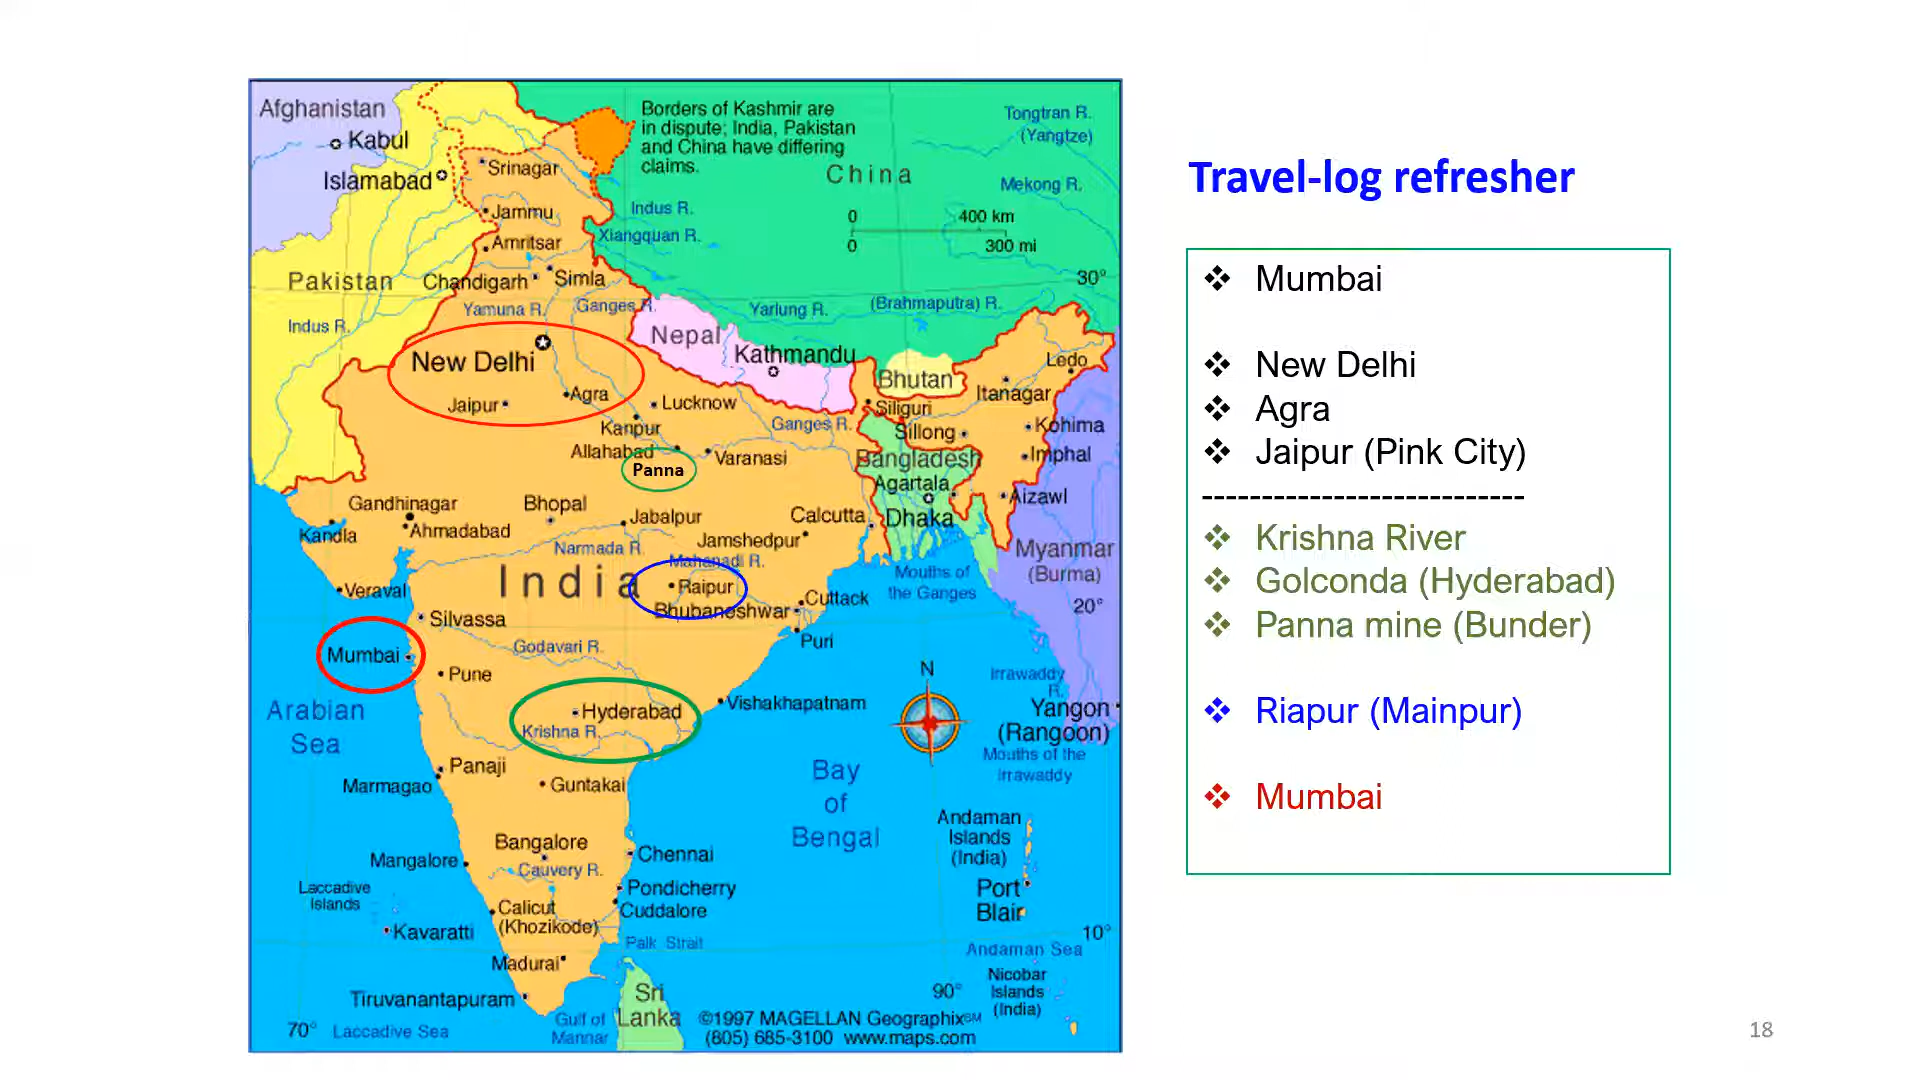 Afghanistan
Kabul
Islamabad
Srinagar
Jammu
Amritsar
Pakistan
Chandigarh
Simla
Indus R.
Yamuna R.
Ganges R.
Borders of Kashmir are
in dispute; India, Pakistan
and China have differing
claims.
China
Tongtran R.
(Yangtze)
Mekong R.
Indus R.
Xiangquan R.
0 400 km
0 300 mi
30°
Yarlung R.
(Brahmaputra) R.
Nepal
Kathmandu
Bhutan
Ledo
Itanagar
New Delhi
Jaipur
Agra
Lucknow
Kanpur
Ganges R.
Siliguri
Sillong
Kohima
Imphal
Allahabad
Panna
Varanasi
Bangladesh
Agartala
Dhaka
Aizawl
Gandhinagar
Ahmadabad
Kandla
Bhopal
Jabalpur
Calcutta
Jamshedpur
Narmada R.
Mahanadi R.
Myanmar
(Burma)
Mouths of
the Ganges
India
Raipur
Veraval
Silvassa
Bhubaneshwar
Cuttack
Puri
20°
Mumbai
Pune
Godavari R.
Hyderabad
Krishna R.
Vishakhapatnam
N
Irrawaddy
R.
Yangon
(Rangoon)
Mouths of the
Irrawaddy
Arabian
Sea
Panaji
Marmagao
Guntakal
Bay
of
Bengal
Andaman
Islands
(India)
Port
Blair
Bangalore
Chennai
Mangalore
Cauvery R.
Laccadive
Islands
Pondicherry
Cuddalore
Calicut
(Khozikode)
Kavaratti
Palk Strait
10°
Andaman Sea
Madurai
Nicobar
Islands
(India)
Tiruvanantapuram
Sri
Lanka
90°
70°
Laccadive Sea
Gulf of
Mannar
©1997 MAGELLAN Geographix℠
(805) 685-3100 www.maps.com
Travel-log refresher
❖ Mumbai
❖ New Delhi
❖ Agra
❖ Jaipur (Pink City)
---------------------------
❖ Krishna River
❖ Golconda (Hyderabad)
❖ Panna mine (Bunder)
❖ Riapur (Mainpur)
❖ Mumbai
18